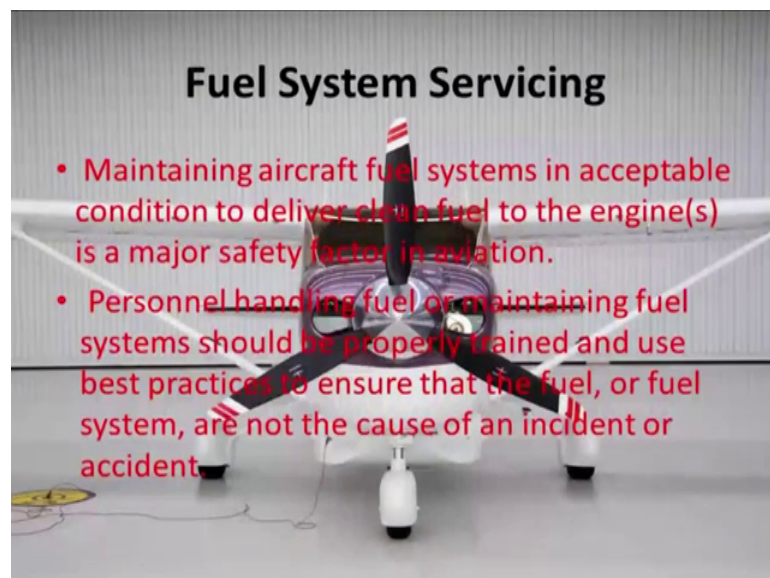 Fuel System Servicing
• Maintaining aircraft fuel systems in acceptable
condition to deliver clean fuel to the engine(s)
is a major safety factor in aviation.
• Personnel handling fuel or maintaining fuel
systems should be properly trained and use
best practices to ensure that the fuel, or fuel
system, are not the cause of an incident or
accident.